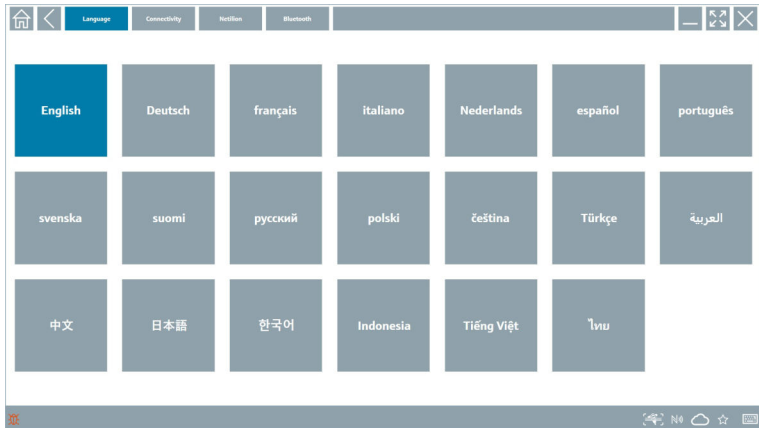 Language
Connectivity
Netilion
Bluetooth
English
Deutsch
français
italiano
Nederlands
español
português
svenska
suomi
русский
polski
čeština
Türkçe
العربية
中文
日本語
한국어
Indonesia
Tiếng Việt
ไทย